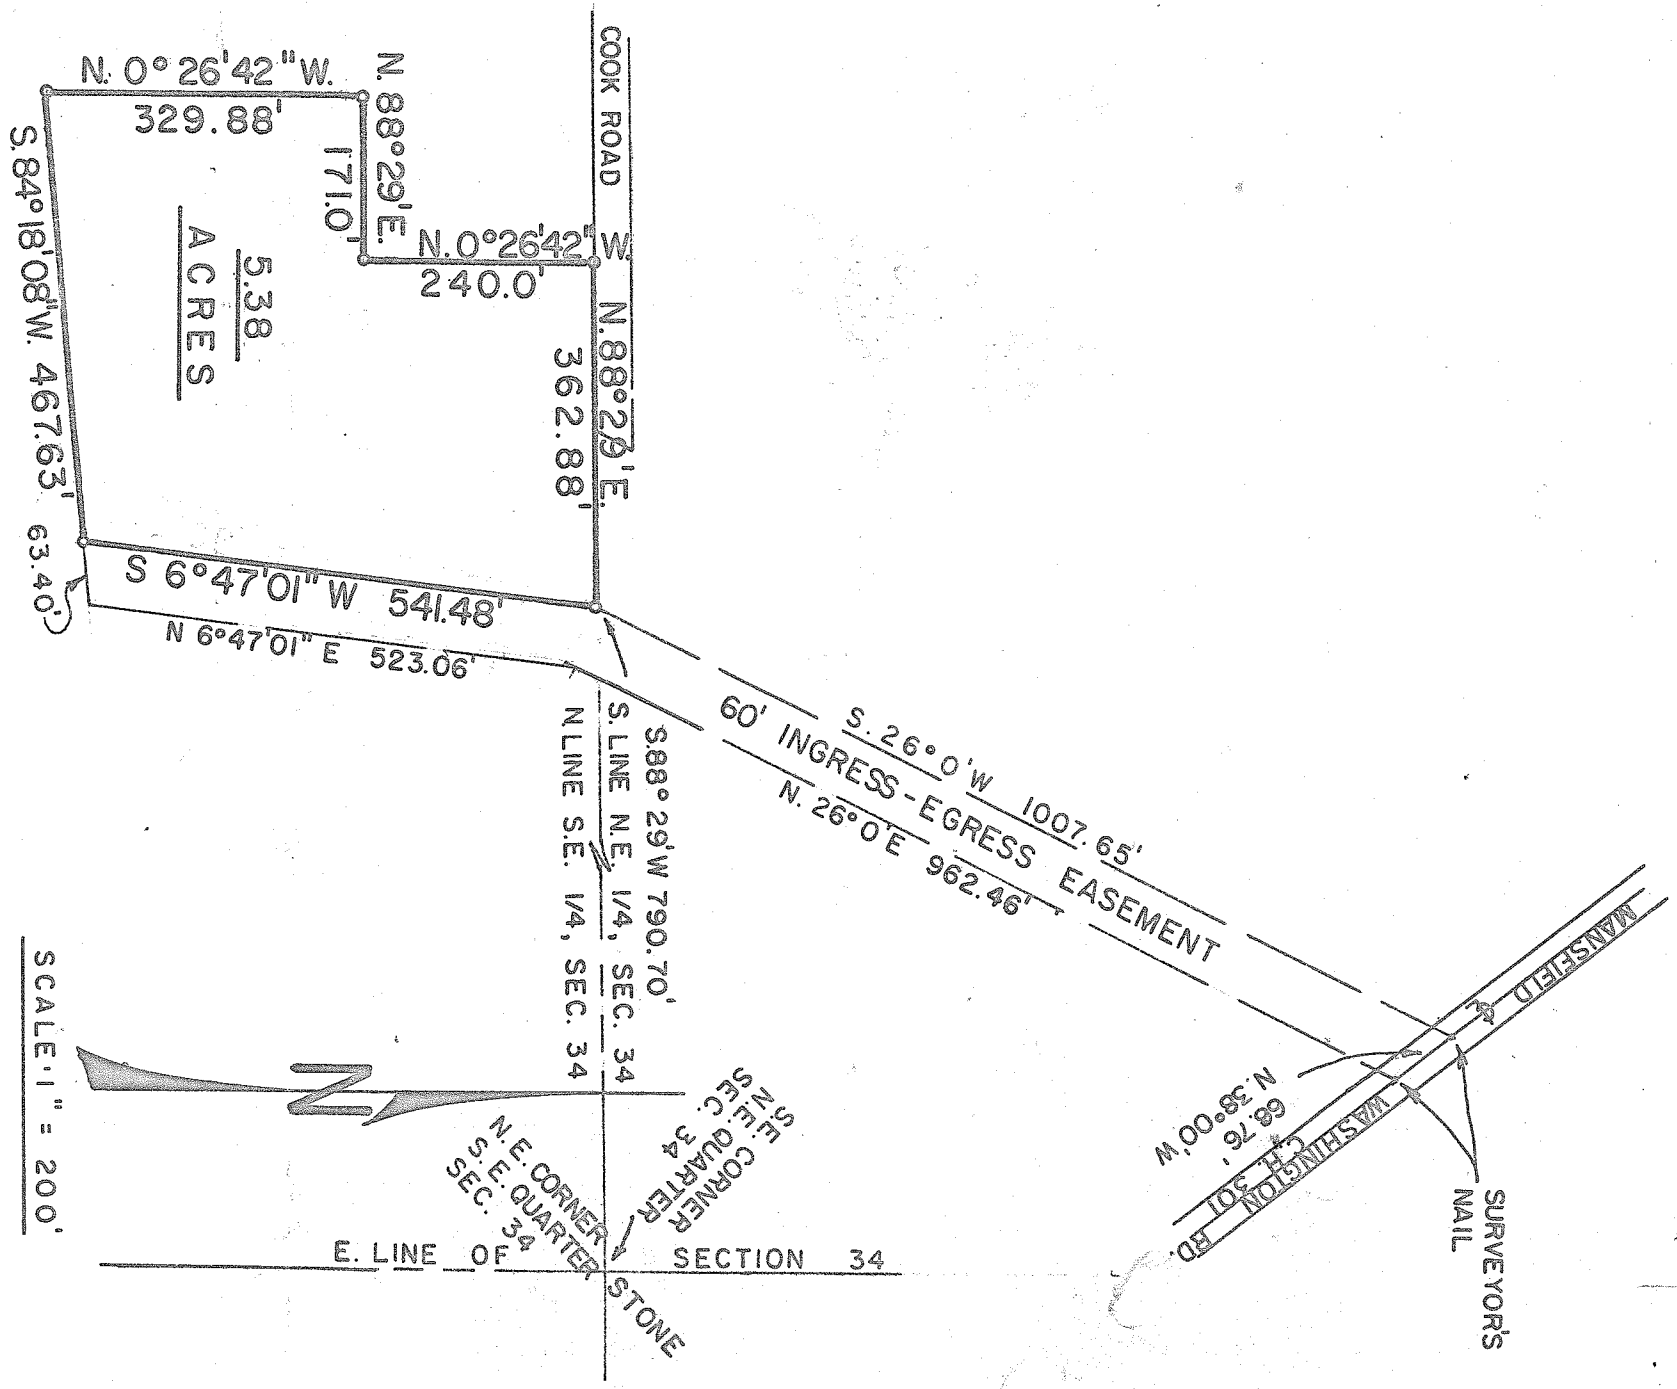 COOK ROAD
N. 0° 26' 42" W.
329.88'
N. 88° 29' E.
171.0'
N. 0° 26' 42" W.
240.0'
N. 88° 29' E.
362.88'
5.38
ACRES
S. 84° 18' 08" W. 467.63'
63.40'
S 6° 47' 01" W 541.48'
N 6° 47' 01" E 523.06'
S. 26° 0' W 1007.65'
60' INGRESS - EGRESS EASEMENT
N. 26° 0' E 962.46'
S. 88° 29' W 790.70'
S. LINE N.E. 1/4, SEC. 34
N LINE S.E. 1/4, SEC. 34
MANSFIELD
WASHINGTON RD.
C.H. 301
N. 38° 00' W
68.76'
SURVEYOR'S
NAIL
S.E. CORNER
N.E. QUARTER
SEC. 34
N.E. CORNER
S.E. QUARTER
SEC. 34
STONE
E. LINE OF SECTION 34
N
SCALE · 1" = 200'